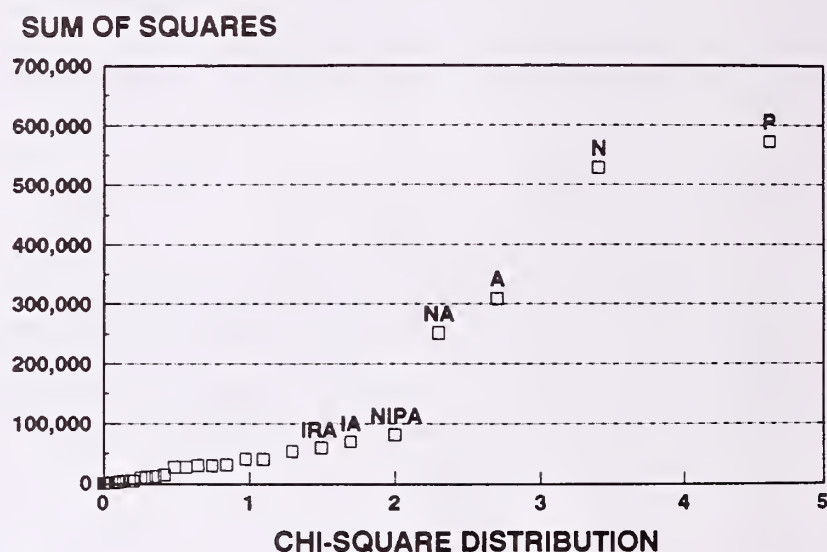 SUM OF SQUARES
700,000
600,000
500,000
400,000
300,000
200,000
100,000
0
P
N
A
NA
IRA IA NIPA
0 1 2 3 4 5
CHI-SQUARE DISTRIBUTION